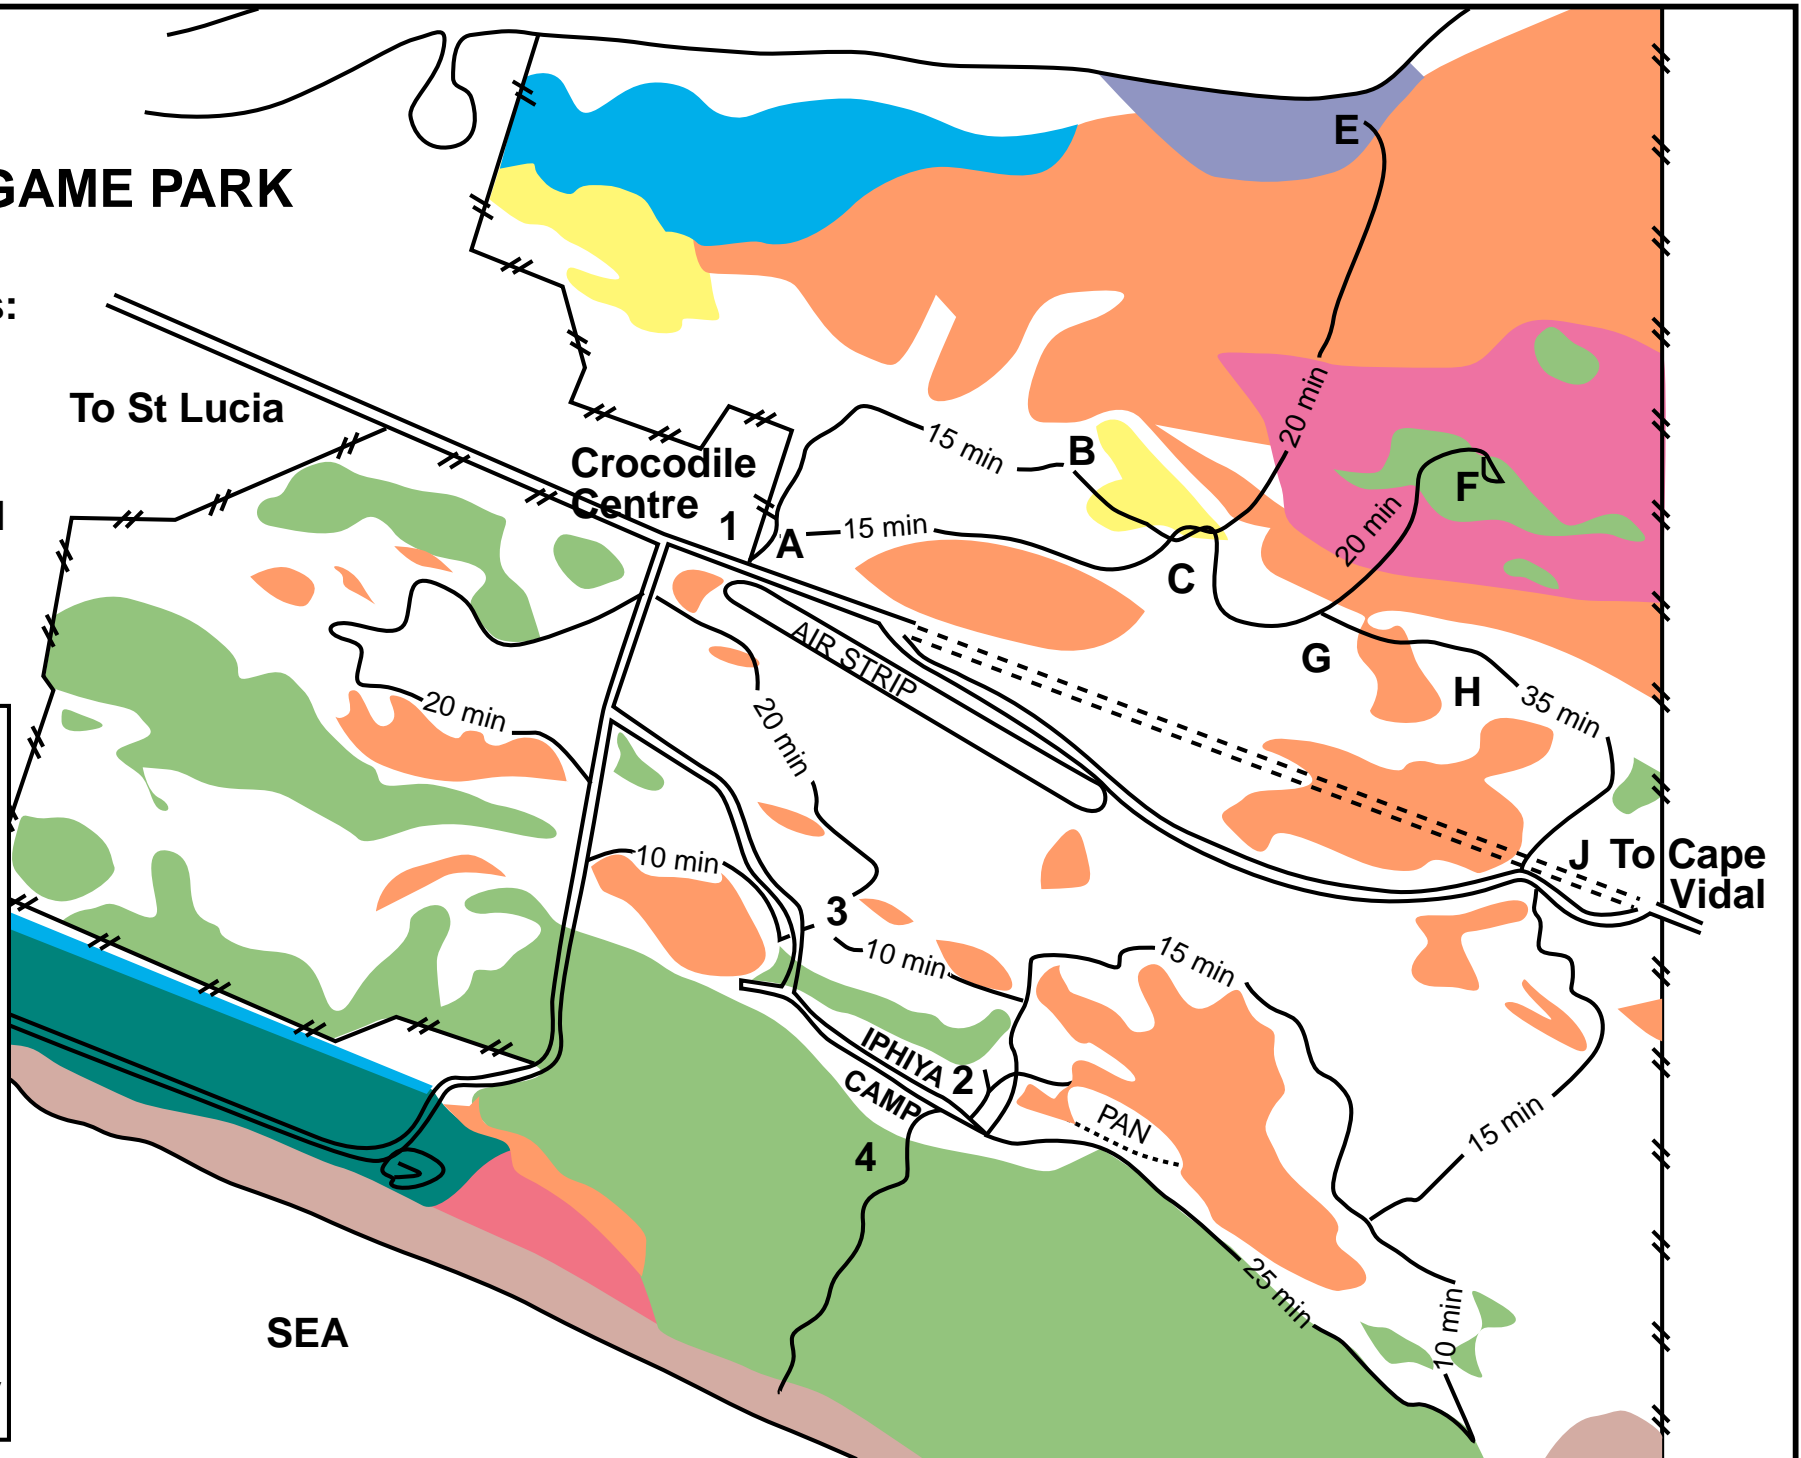 GAME PARK
s:
To St Lucia
Crocodile
Centre
1
A
15 min
15 min
B
C
E
20 min
F
20 min
G
H
35 min
J
To Cape
Vidal
AIR STRIP
20 min
20 min
10 min
3
10 min
15 min
IPHIYA
CAMP
2
PAN
4
15 min
25 min
10 min
SEA